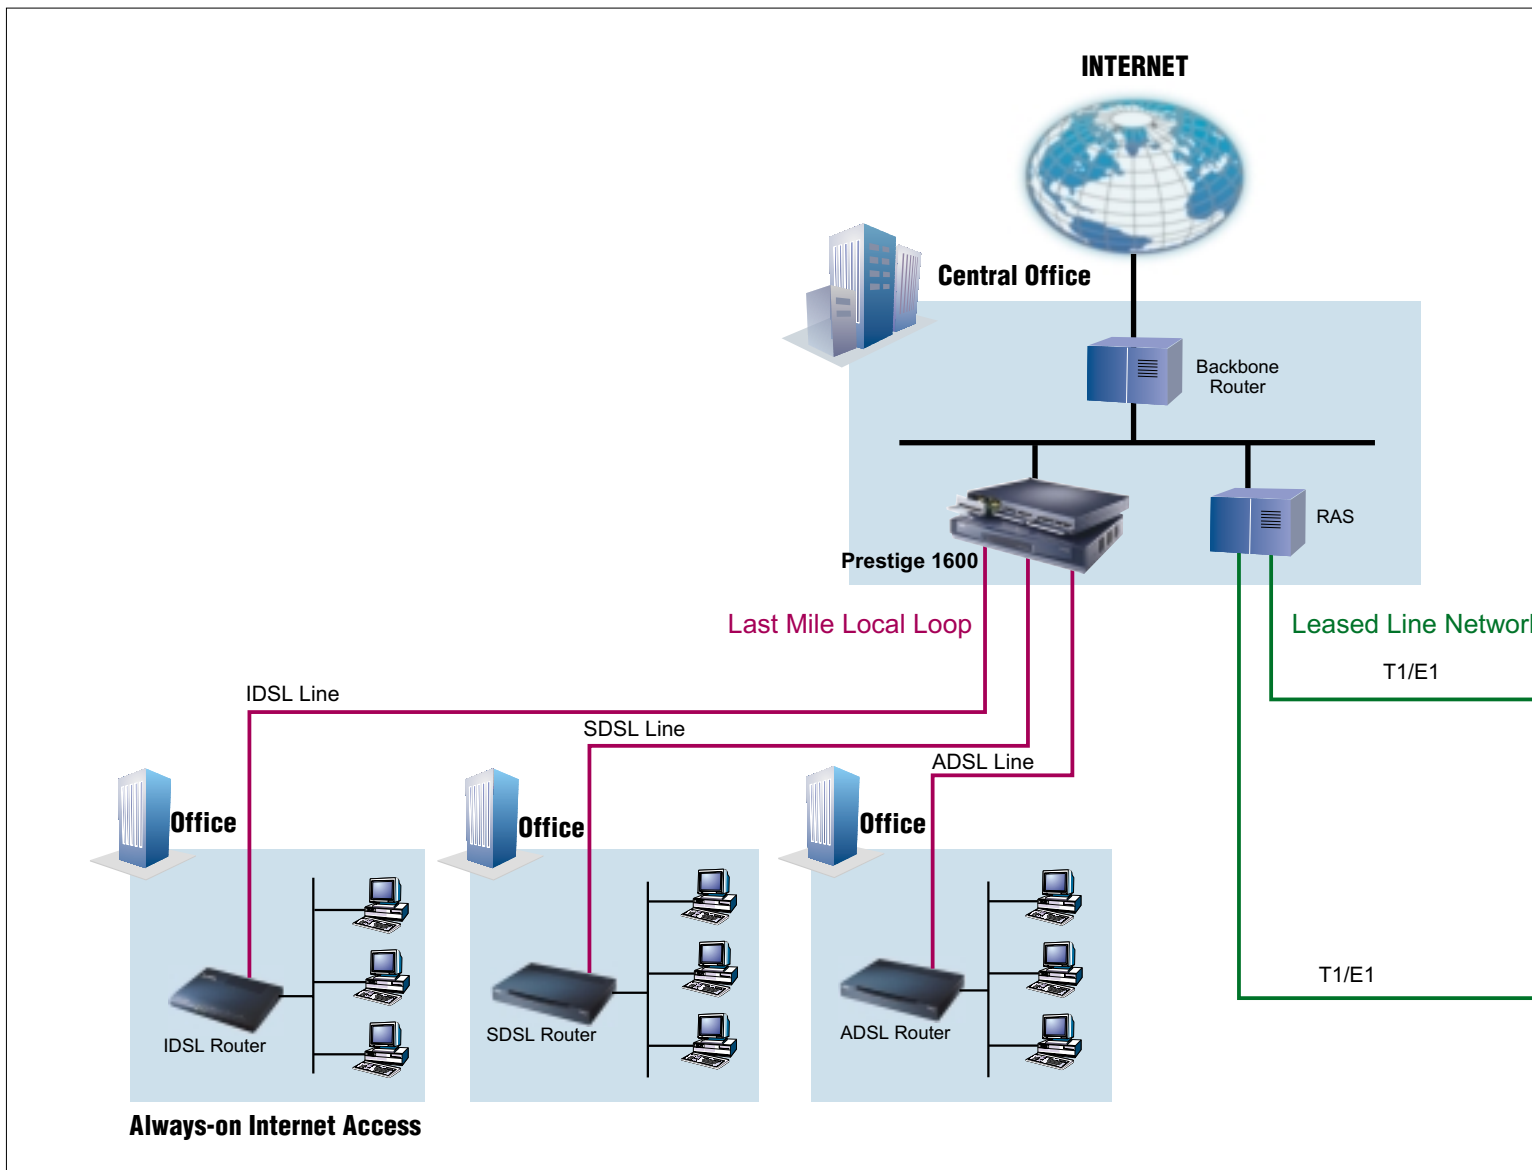 INTERNET
Central Office
Backbone
Router
RAS
Prestige 1600
Last Mile Local Loop
Leased Line Network
T1/E1
IDSL Line
SDSL Line
ADSL Line
Office
Office
Office
T1/E1
IDSL Router
SDSL Router
ADSL Router
Always-on Internet Access